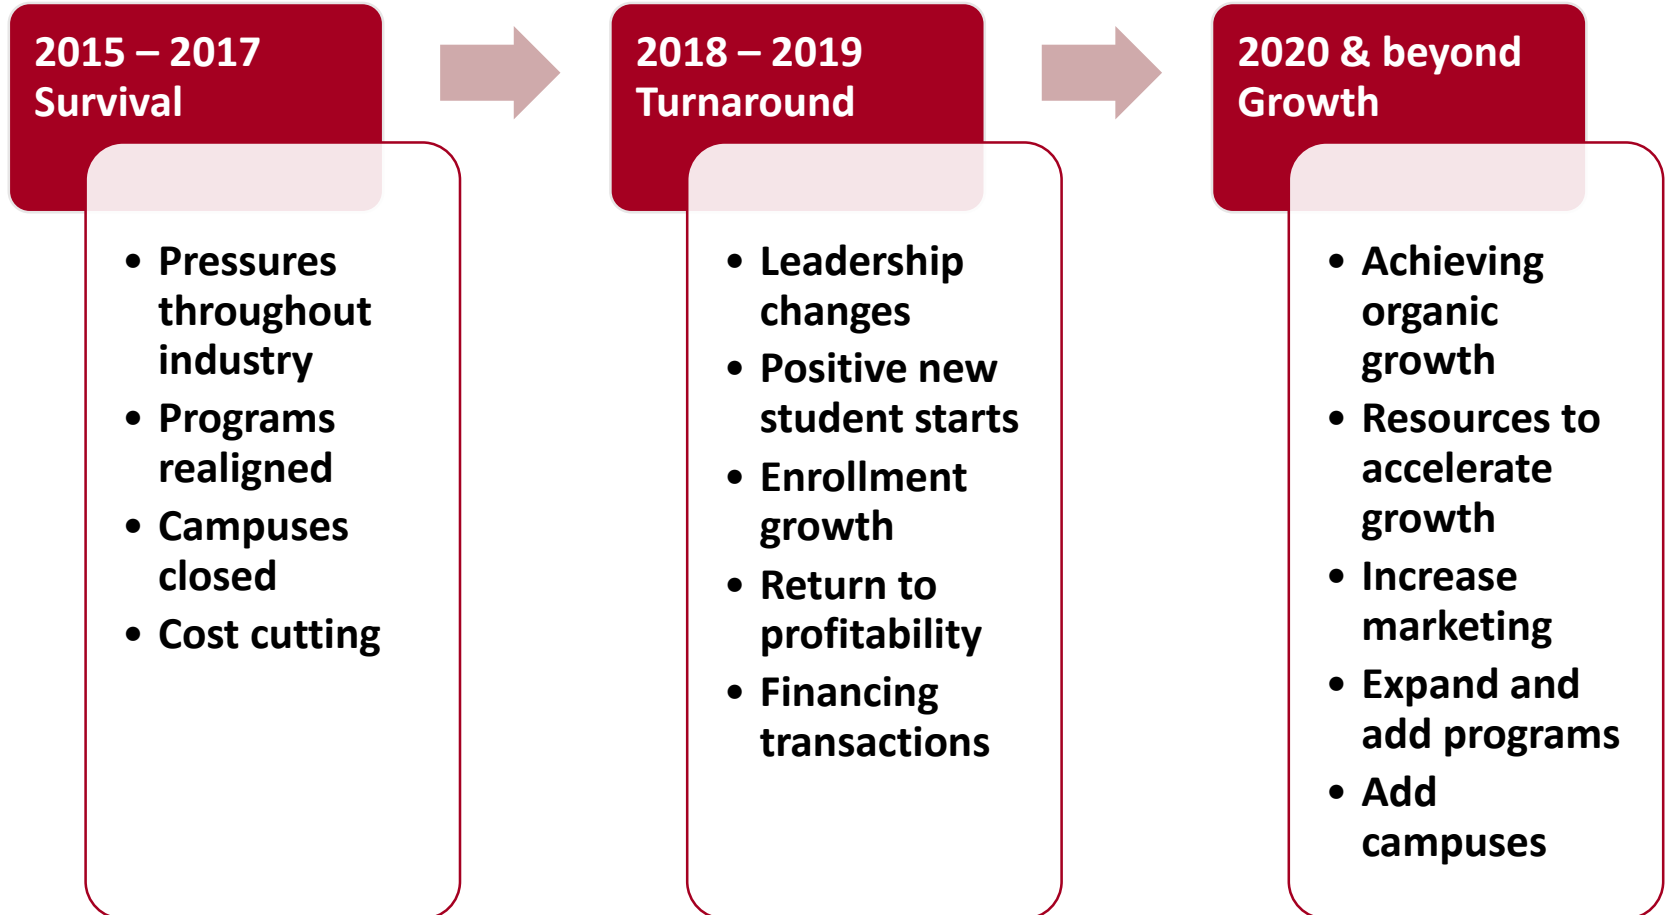 2015 – 2017
Survival
• Pressures
throughout
industry
• Programs
realigned
• Campuses
closed
• Cost cutting
2018 – 2019
Turnaround
• Leadership
changes
• Positive new
student starts
• Enrollment
growth
• Return to
profitability
• Financing
transactions
2020 & beyond
Growth
• Achieving
organic
growth
• Resources to
accelerate
growth
• Increase
marketing
• Expand and
add programs
• Add
campuses